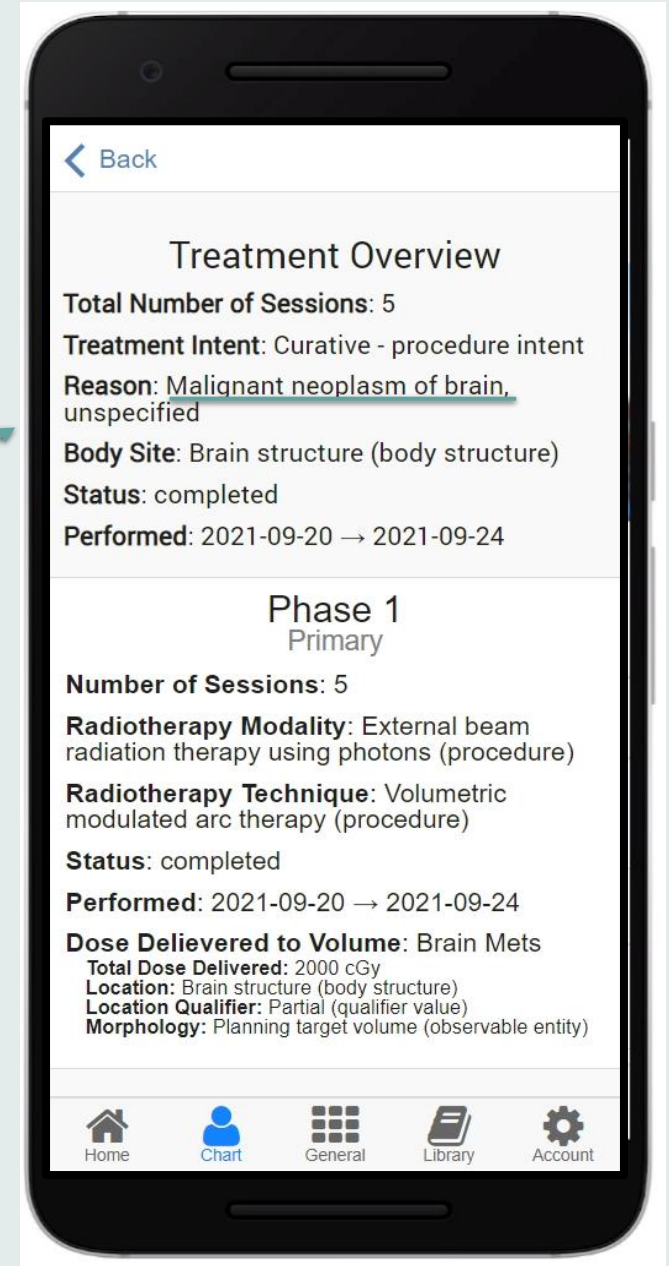 Back
Treatment Overview
Total Number of Sessions: 5
Treatment Intent: Curative - procedure intent
Reason: Malignant neoplasm of brain,
unspecified
Body Site: Brain structure (body structure)
Status: completed
Performed: 2021-09-20 → 2021-09-24
Phase 1
Primary
Number of Sessions: 5
Radiotherapy Modality: External beam
radiation therapy using photons (procedure)
Radiotherapy Technique: Volumetric
modulated arc therapy (procedure)
Status: completed
Performed: 2021-09-20 → 2021-09-24
Dose Delievered to Volume: Brain Mets
Total Dose Delivered: 2000 cGy
Location: Brain structure (body structure)
Location Qualifier: Partial (qualifier value)
Morphology: Planning target volume (observable entity)
Home Chart General Library Account